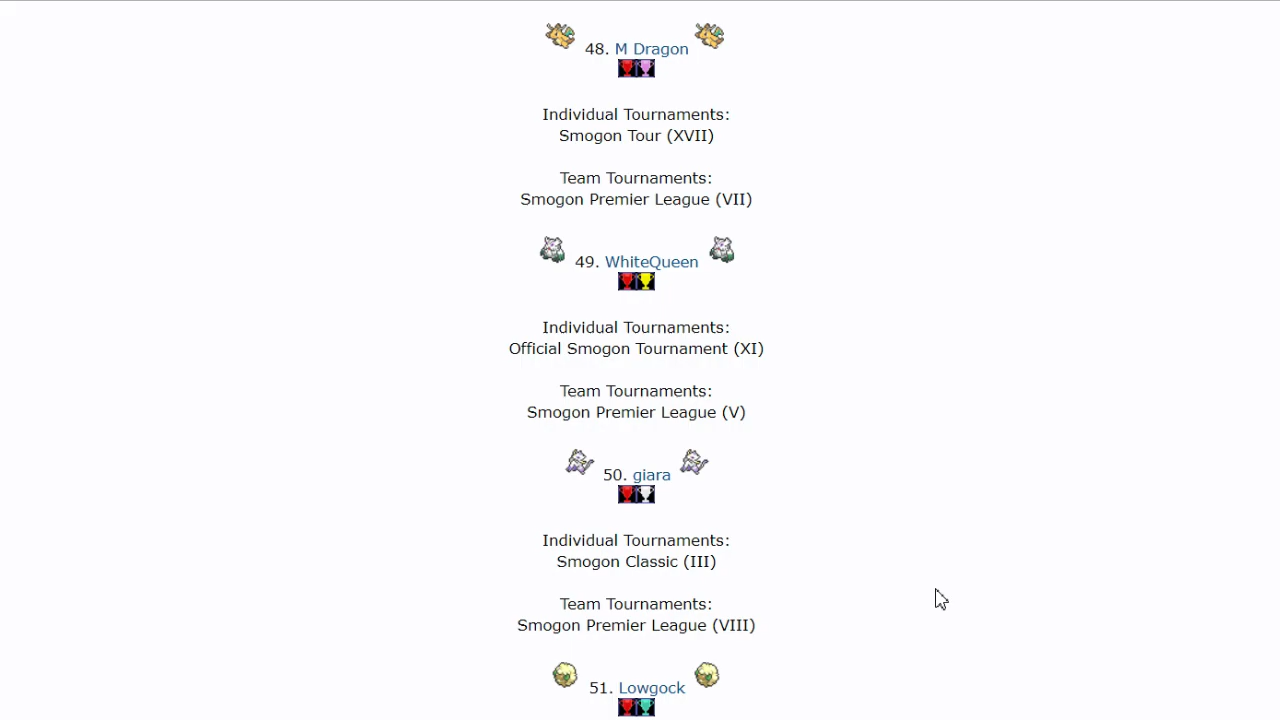 48. M Dragon
Individual Tournaments:
Smogon Tour (XVII)
Team Tournaments:
Smogon Premier League (VII)
49. WhiteQueen
Individual Tournaments:
Official Smogon Tournament (XI)
Team Tournaments:
Smogon Premier League (V)
50. giara
Individual Tournaments:
Smogon Classic (III)
Team Tournaments:
Smogon Premier League (VIII)
51. Lowgock